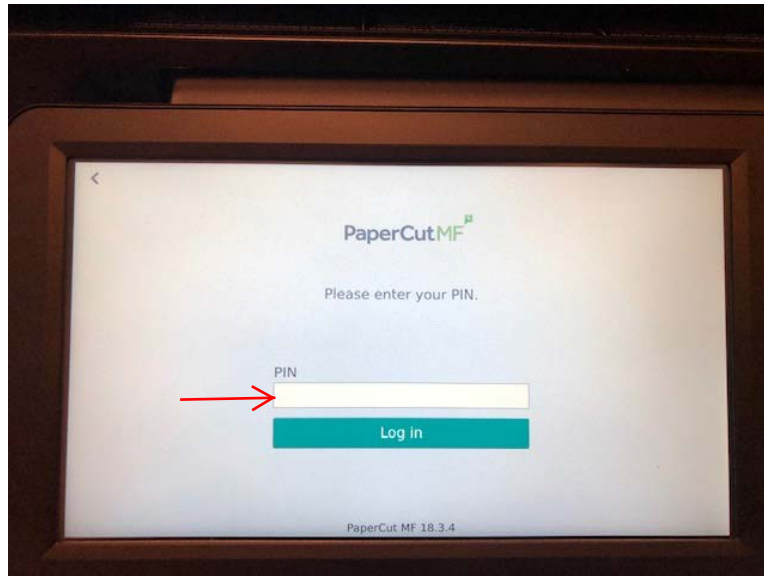 PaperCutMF
Please enter your PIN.
PIN
Log in
PaperCut MF 18.3.4